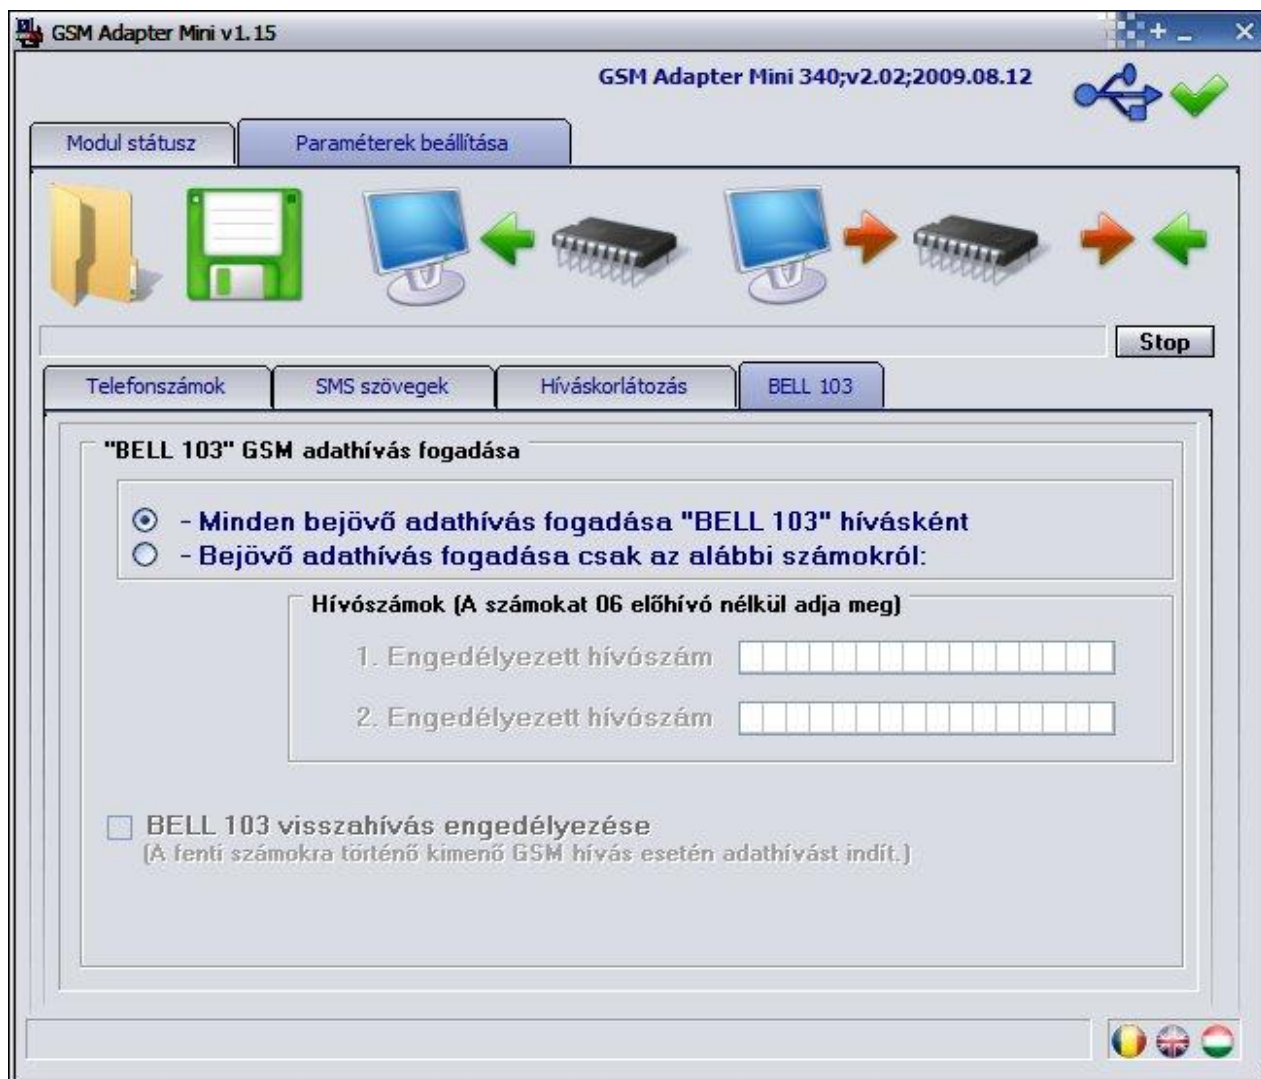 GSM Adapter Mini v1.15
GSM Adapter Mini 340;v2.02;2009.08.12
Modul státusz
Paraméterek beállítása
Stop
Telefonszámok
SMS szövegek
Híváskorlátozás
BELL 103
"BELL 103" GSM adathívás fogadása
- Minden bejövő adathívás fogadása "BELL 103" hívásként
- Bejövő adathívás fogadása csak az alábbi számokról:
Hívószámok (A számokat 06 előhívó nélkül adja meg)
1. Engedélyezett hívószám
2. Engedélyezett hívószám
BELL 103 visszahívás engedélyezése
(A fenti számokra történő kimenő GSM hívás esetén adathívást indít.)